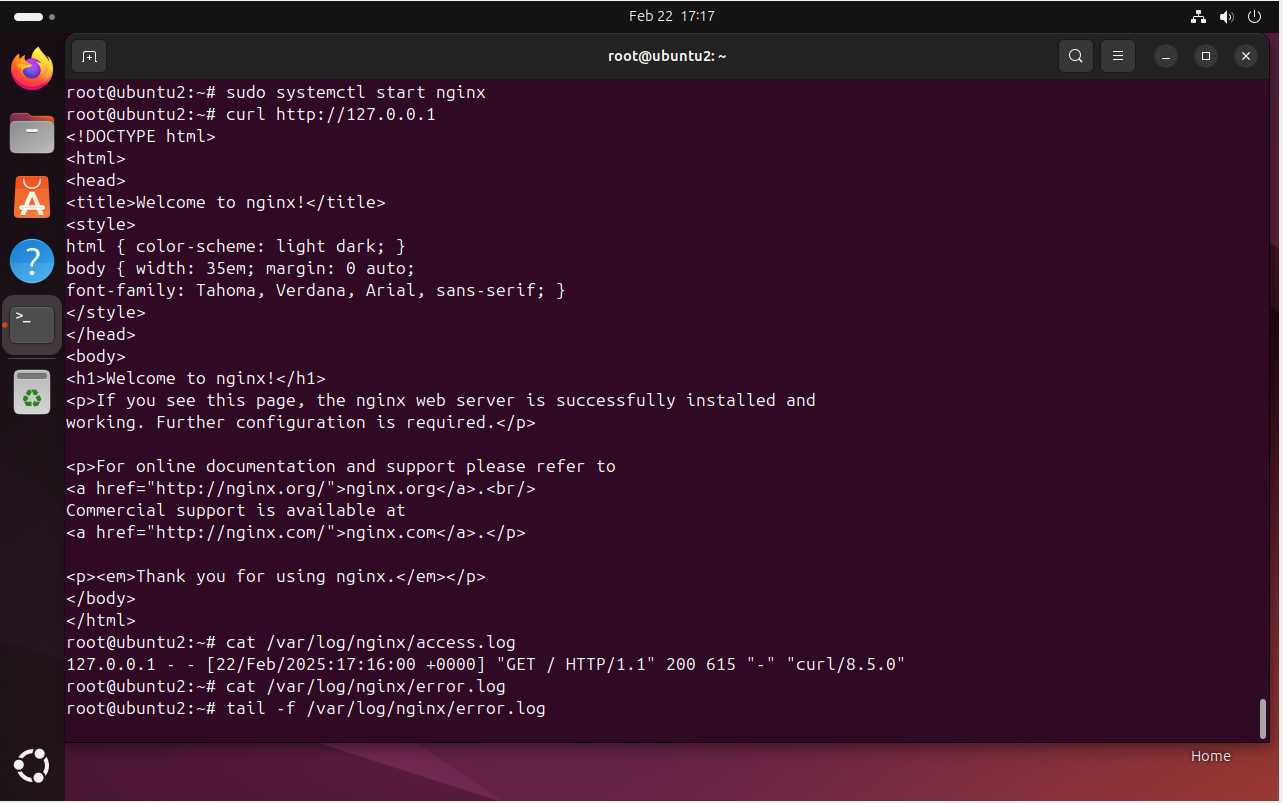 Feb 22 17:17
root@ubuntu2: ~
root@ubuntu2:~# sudo systemctl start nginx
root@ubuntu2:~# curl http://127.0.0.1
<!DOCTYPE html>
<html>
<head>
<title>Welcome to nginx!</title>
<style>
html { color-scheme: light dark; }
body { width: 35em; margin: 0 auto;
font-family: Tahoma, Verdana, Arial, sans-serif; }
</style>
</head>
<body>
<h1>Welcome to nginx!</h1>
<p>If you see this page, the nginx web server is successfully installed and
working. Further configuration is required.</p>

<p>For online documentation and support please refer to
<a href="http://nginx.org/">nginx.org</a>.<br/>
Commercial support is available at
<a href="http://nginx.com/">nginx.com</a>.</p>

<p><em>Thank you for using nginx.</em></p>
</body>
</html>
root@ubuntu2:~# cat /var/log/nginx/access.log
127.0.0.1 - - [22/Feb/2025:17:16:00 +0000] "GET / HTTP/1.1" 200 615 "-" "curl/8.5.0"
root@ubuntu2:~# cat /var/log/nginx/error.log
root@ubuntu2:~# tail -f /var/log/nginx/error.log
Home